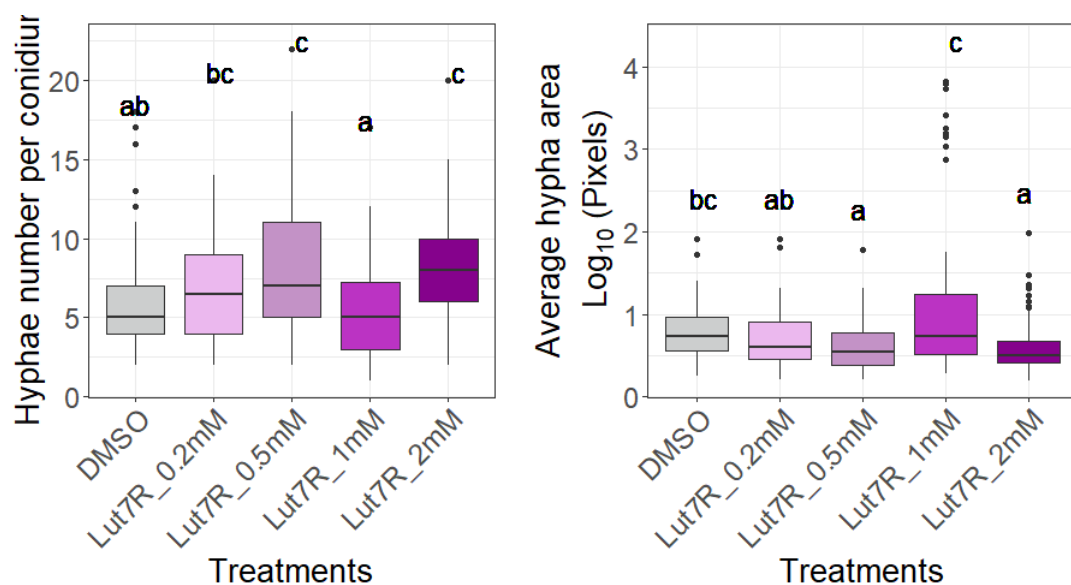 Hyphae number per conidiur
20
15
10
5
0
ab
bc
c
a
c
DMSO
Lut7R_0.2mM
Lut7R_0.5mM
Lut7R_1mM
Lut7R_2mM
Treatments
Average hypha area
Log₁₀ (Pixels)
4
3
2
1
0
bc
ab
a
c
a
DMSO
Lut7R_0.2mM
Lut7R_0.5mM
Lut7R_1mM
Lut7R_2mM
Treatments